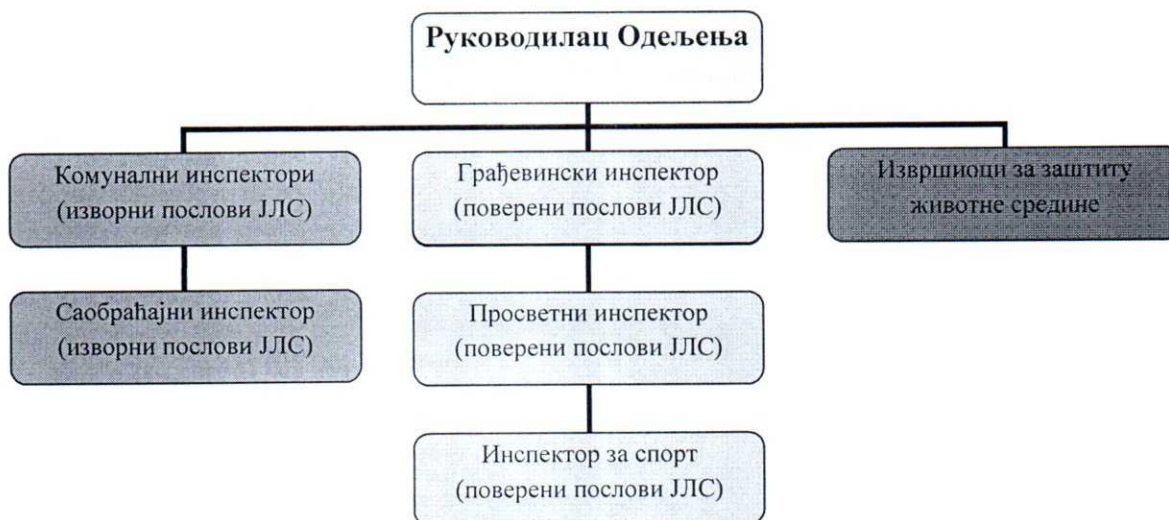 Руководилац Одељења
Комунални инспектори
(изворни послови ЈЛС)
Грађевински инспектор
(поверени послови ЈЛС)
Извршиоци за заштиту
животне средине
Саобраћајни инспектор
(изворни послови ЈЛС)
Просветни инспектор
(поверени послови ЈЛС)
Инспектор за спорт
(поверени послови ЈЛС)